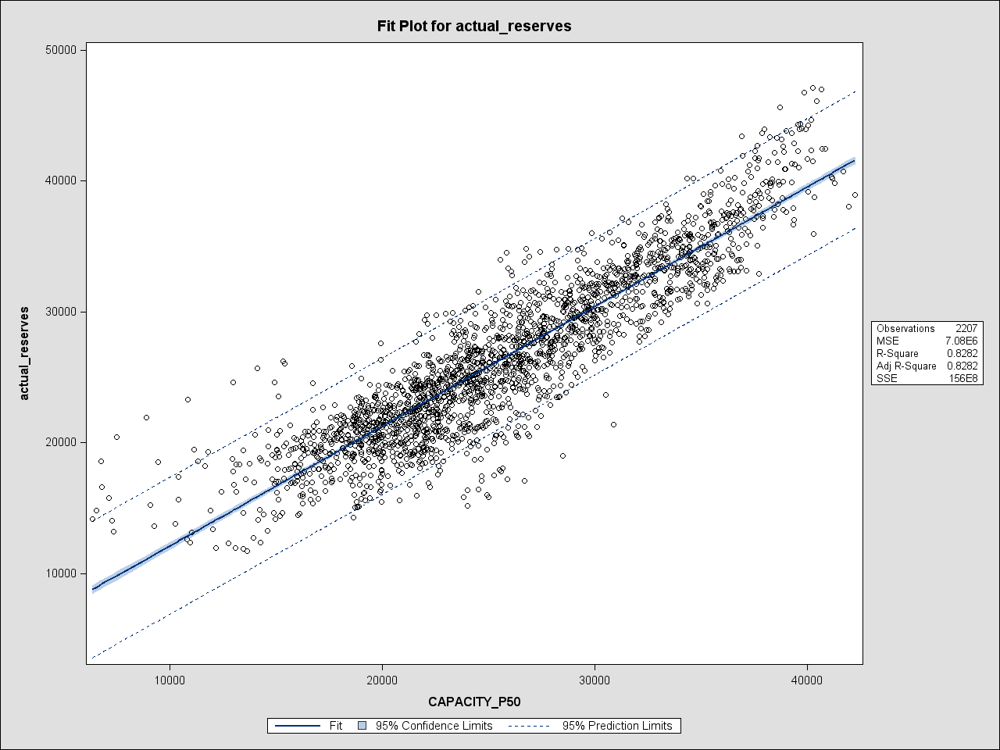 Fit Plot for actual_reserves
50000
40000
30000
20000
10000
actual_reserves
Observations 2207
MSE 7.08E6
R-Square 0.8282
Adj R-Square 0.8282
SSE 156E8
10000 20000 30000 40000
CAPACITY_P50
Fit 95% Confidence Limits 95% Prediction Limits